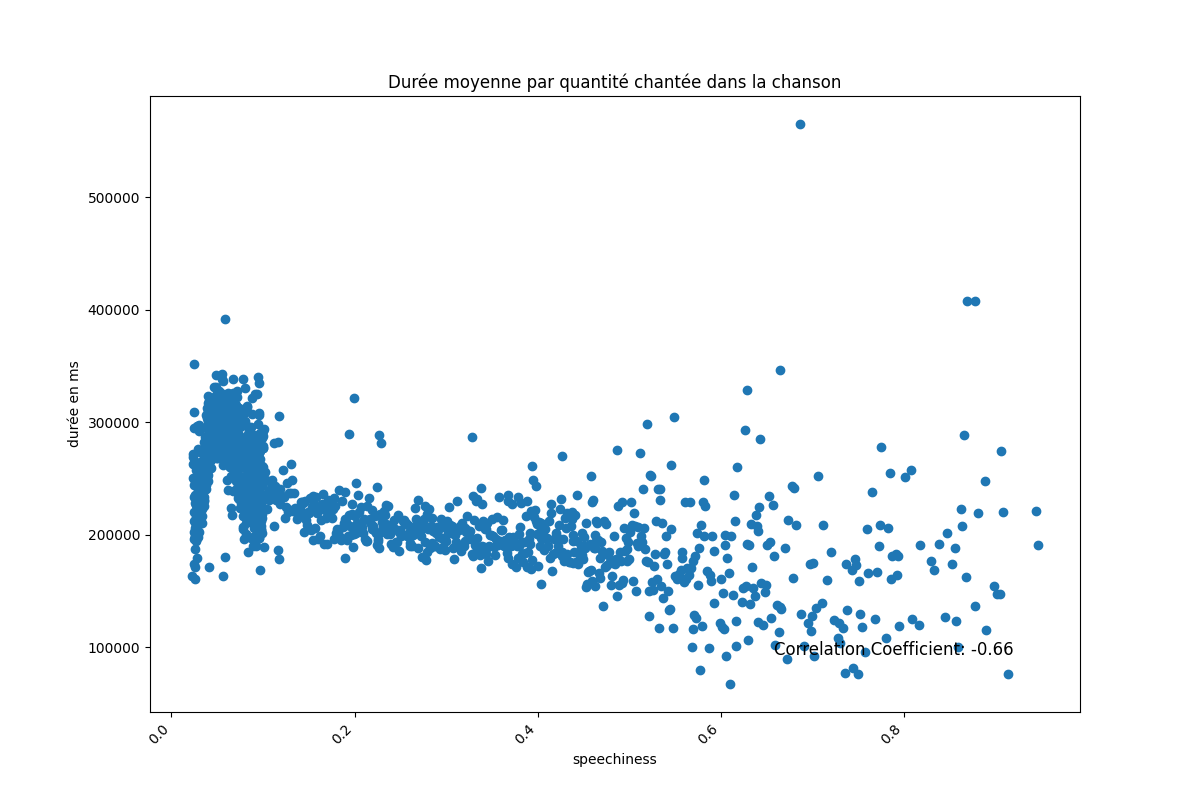 Durée moyenne par quantité chantée dans la chanson
500000
400000
durée en ms
300000
200000
100000
Correlation Coefficient: -0.66
0.0
0.2
0.4
0.6
0.8
speechiness